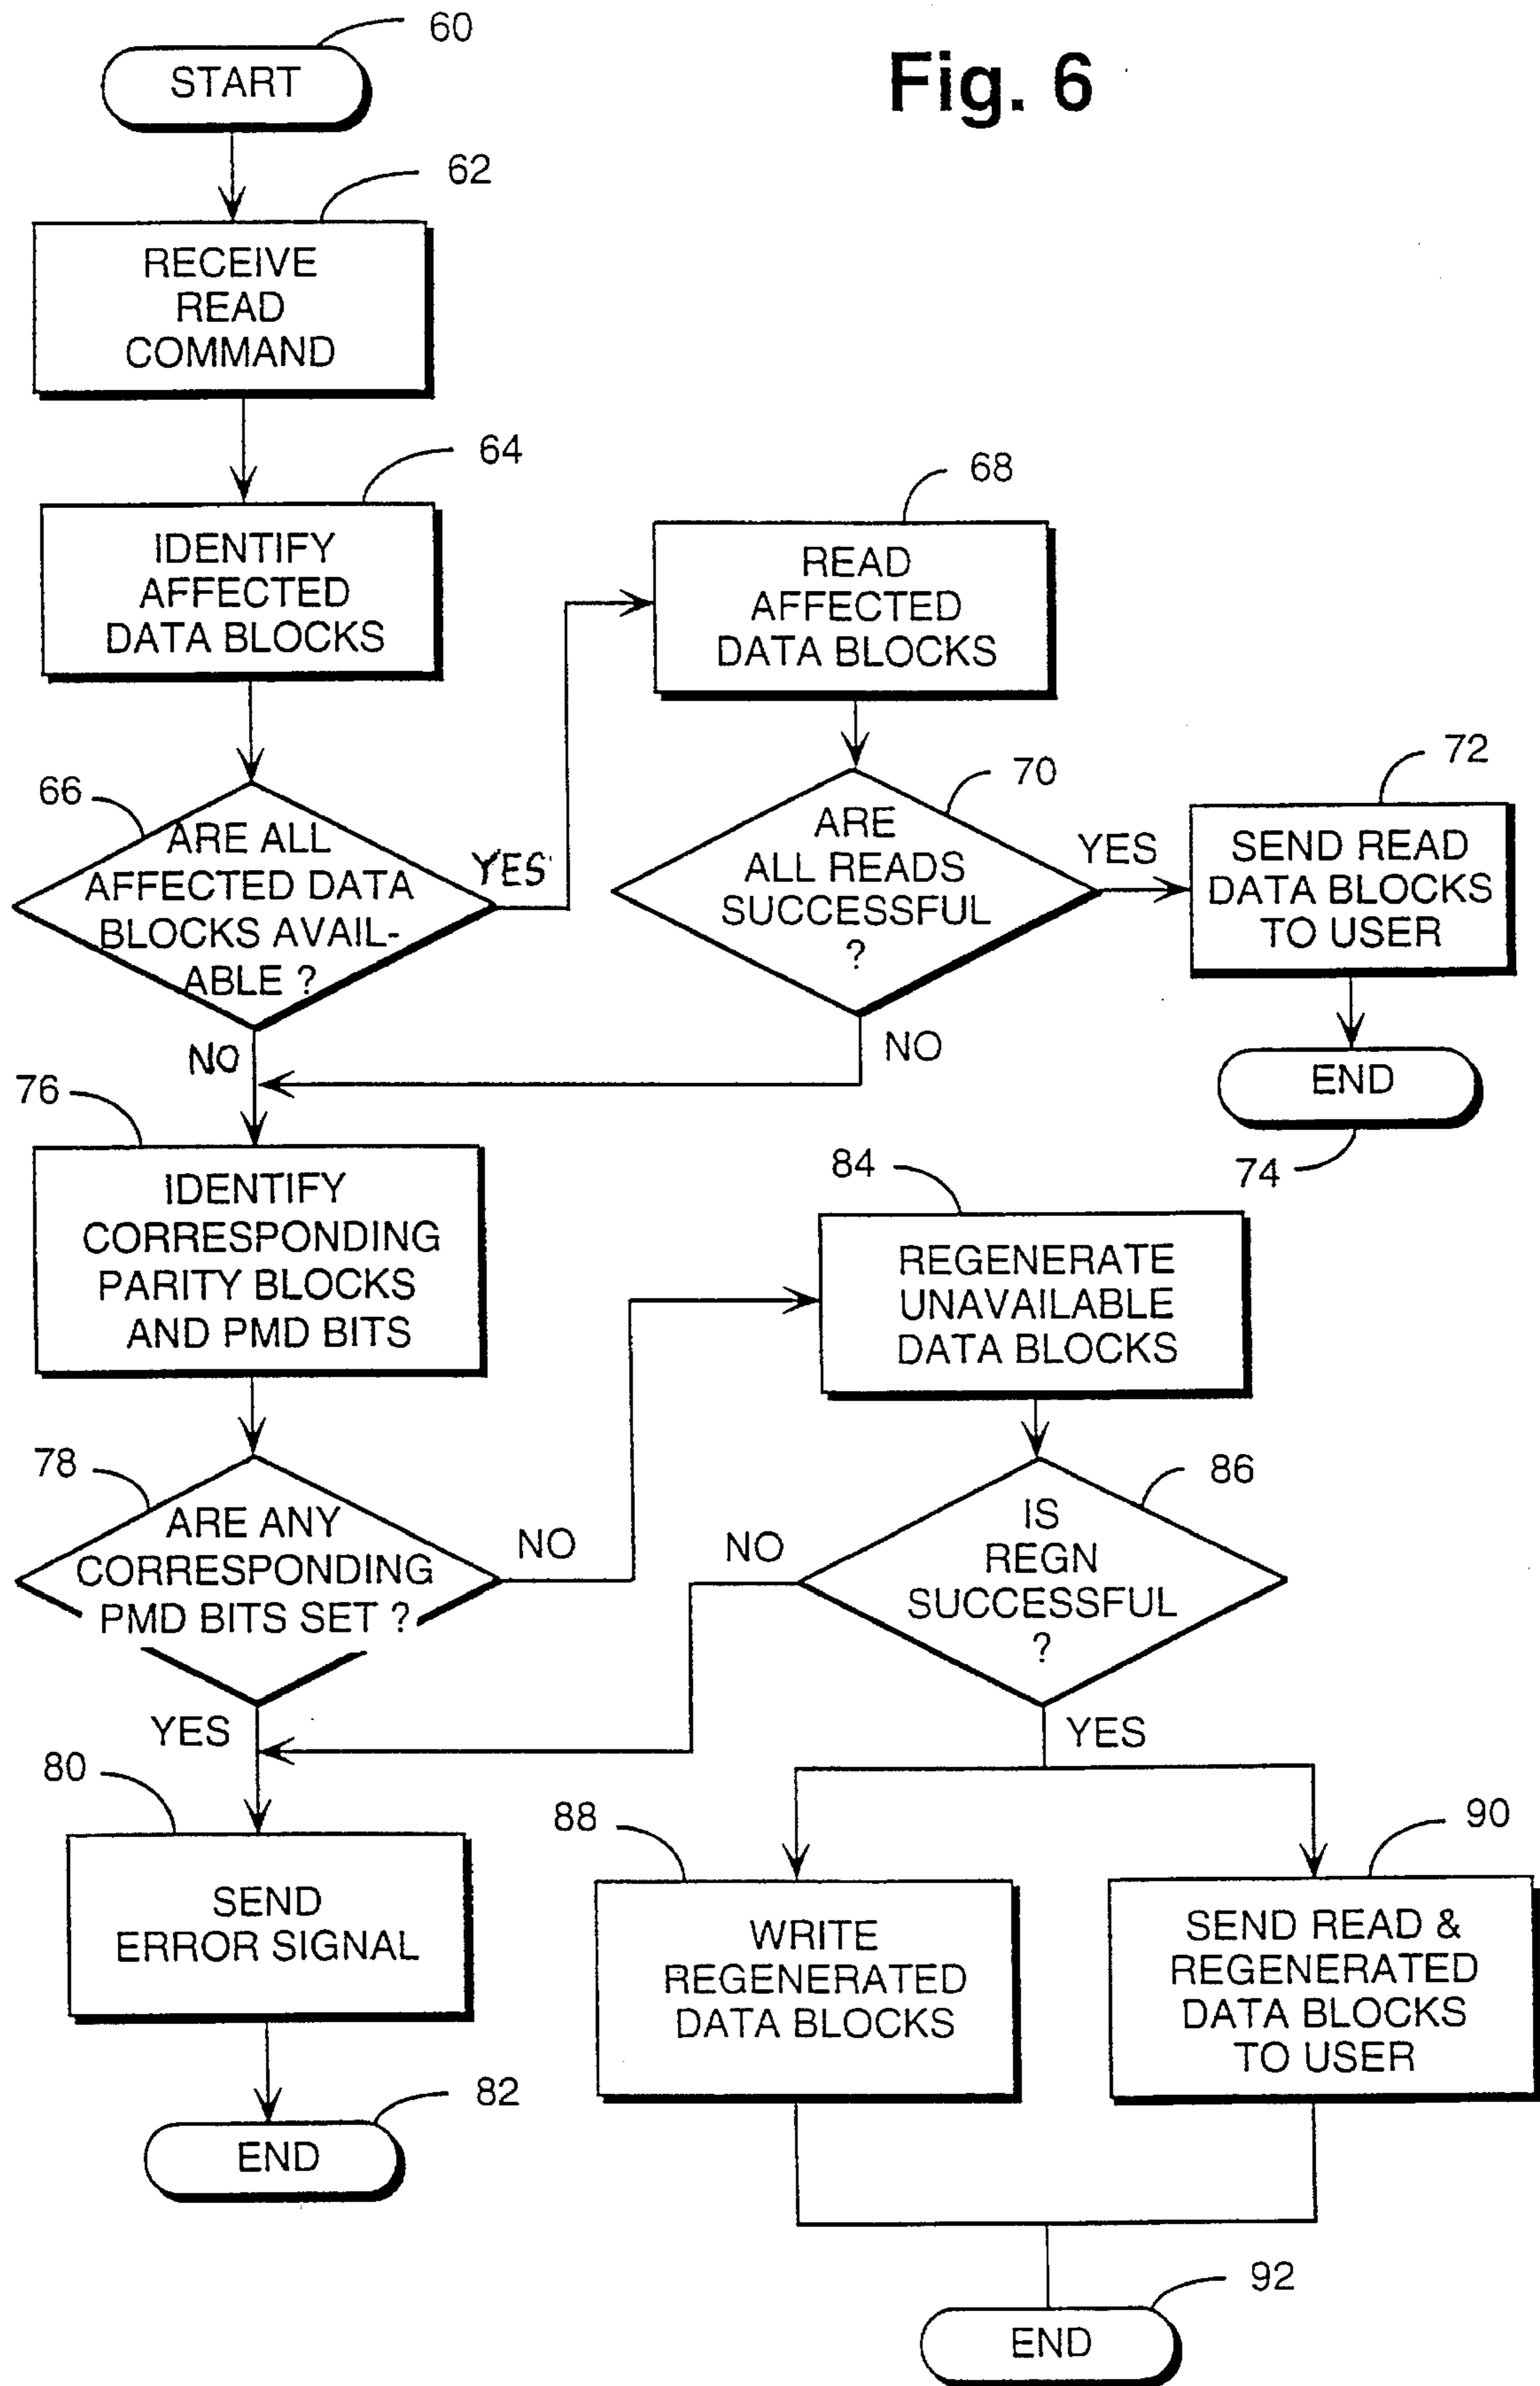 Fig. 6
60
START
62
RECEIVE
READ
COMMAND
64
IDENTIFY
AFFECTED
DATA BLOCKS
68
READ
AFFECTED
DATA BLOCKS
66
ARE ALL
AFFECTED DATA
BLOCKS AVAIL-
ABLE ?
YES
NO
70
ARE
ALL READS
SUCCESSFUL
?
YES
NO
72
SEND READ
DATA BLOCKS
TO USER
END
74
76
IDENTIFY
CORRESPONDING
PARITY BLOCKS
AND PMD BITS
84
REGENERATE
UNAVAILABLE
DATA BLOCKS
78
ARE ANY
CORRESPONDING
PMD BITS SET ?
NO
YES
86
IS
REGN
SUCCESSFUL
?
NO
YES
80
SEND
ERROR SIGNAL
82
END
88
WRITE
REGENERATED
DATA BLOCKS
90
SEND READ &
REGENERATED
DATA BLOCKS
TO USER
92
END